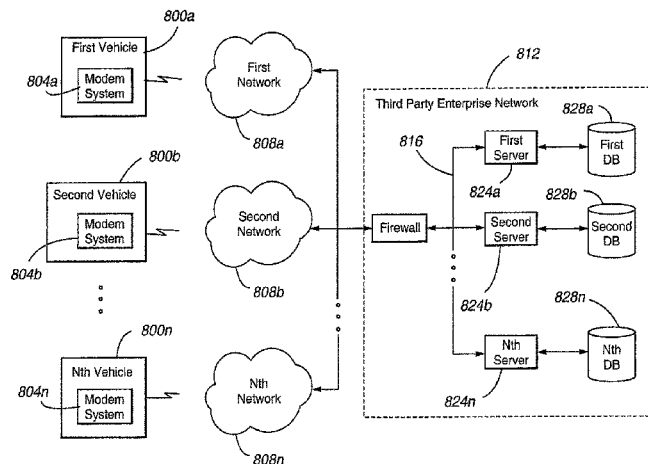 800a
First Vehicle
804a
Modem
System
First
Network
808a
800b
Second Vehicle
804b
Modem
System
Second
Network
808b
800n
Nth Vehicle
804n
Modem
System
Nth
Network
808n
812
Third Party Enterprise Network
816
Firewall
First
Server
824a
828a
First
DB
Second
Server
824b
828b
Second
DB
Nth
Server
824n
828n
Nth
DB